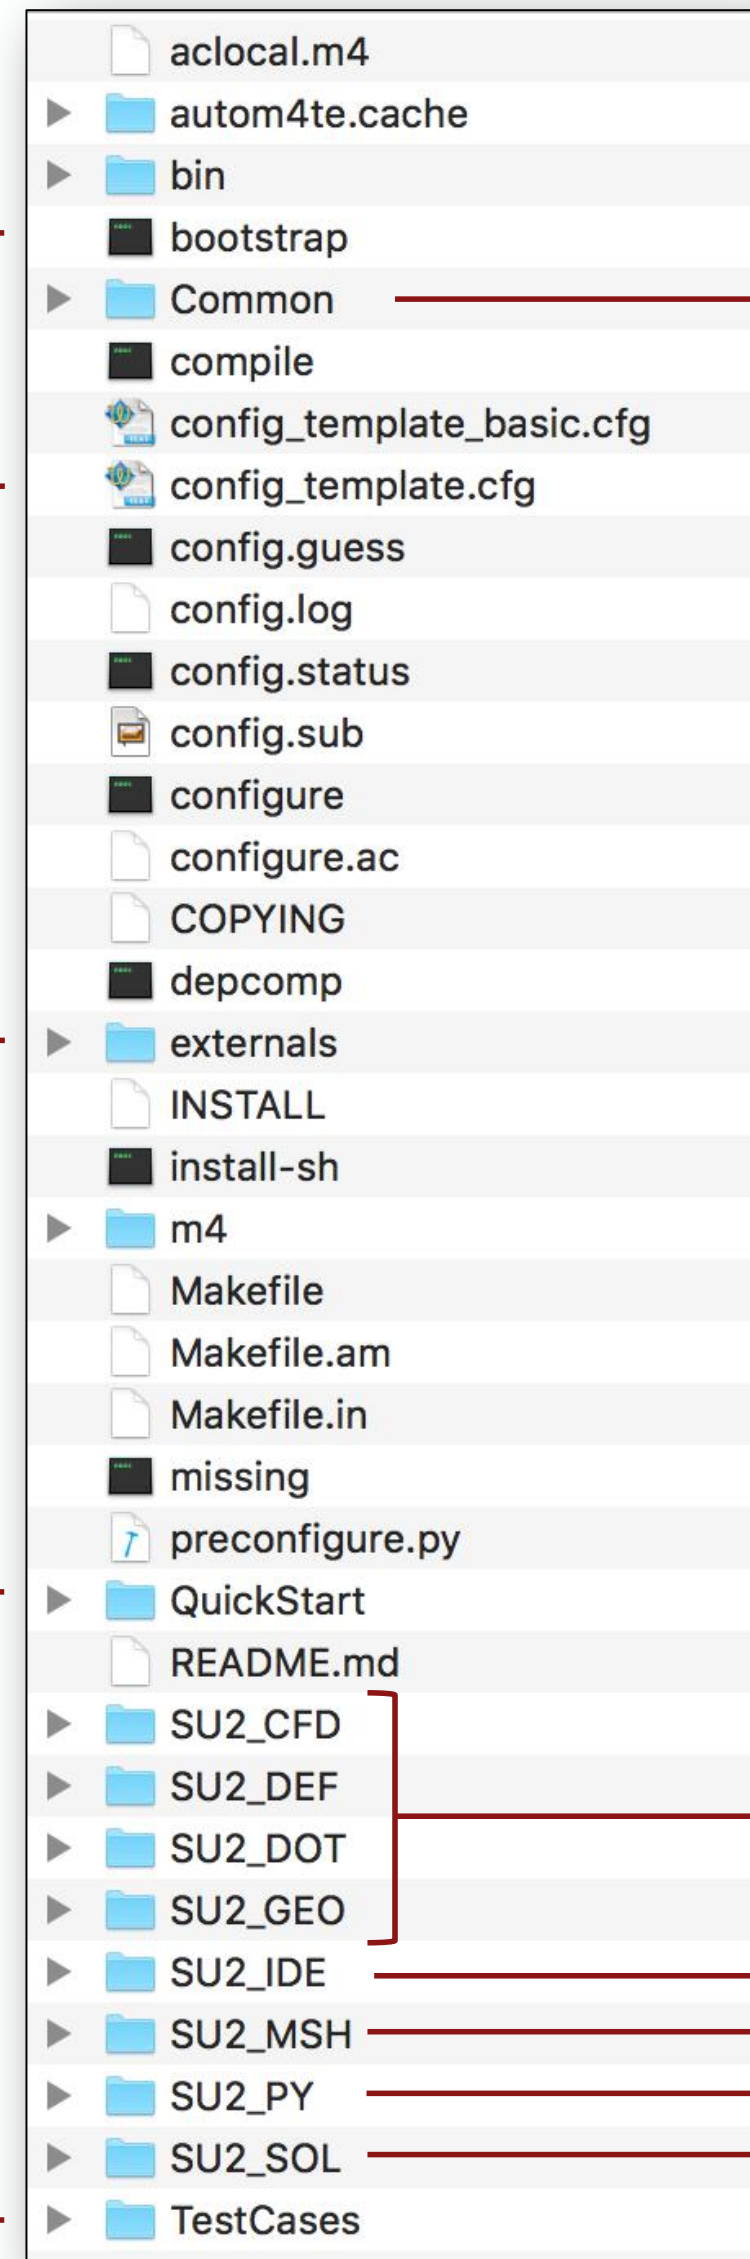 aclocal.m4
autom4te.cache
bin
bootstrap
Common
compile
config_template_basic.cfg
config_template.cfg
config.guess
config.log
config.status
config.sub
configure
configure.ac
COPYING
depcomp
externals
INSTALL
install-sh
m4
Makefile
Makefile.am
Makefile.in
missing
preconfigure.py
QuickStart
README.md
SU2_CFD
SU2_DEF
SU2_DOT
SU2_GEO
SU2_IDE
SU2_MSH
SU2_PY
SU2_SOL
TestCases